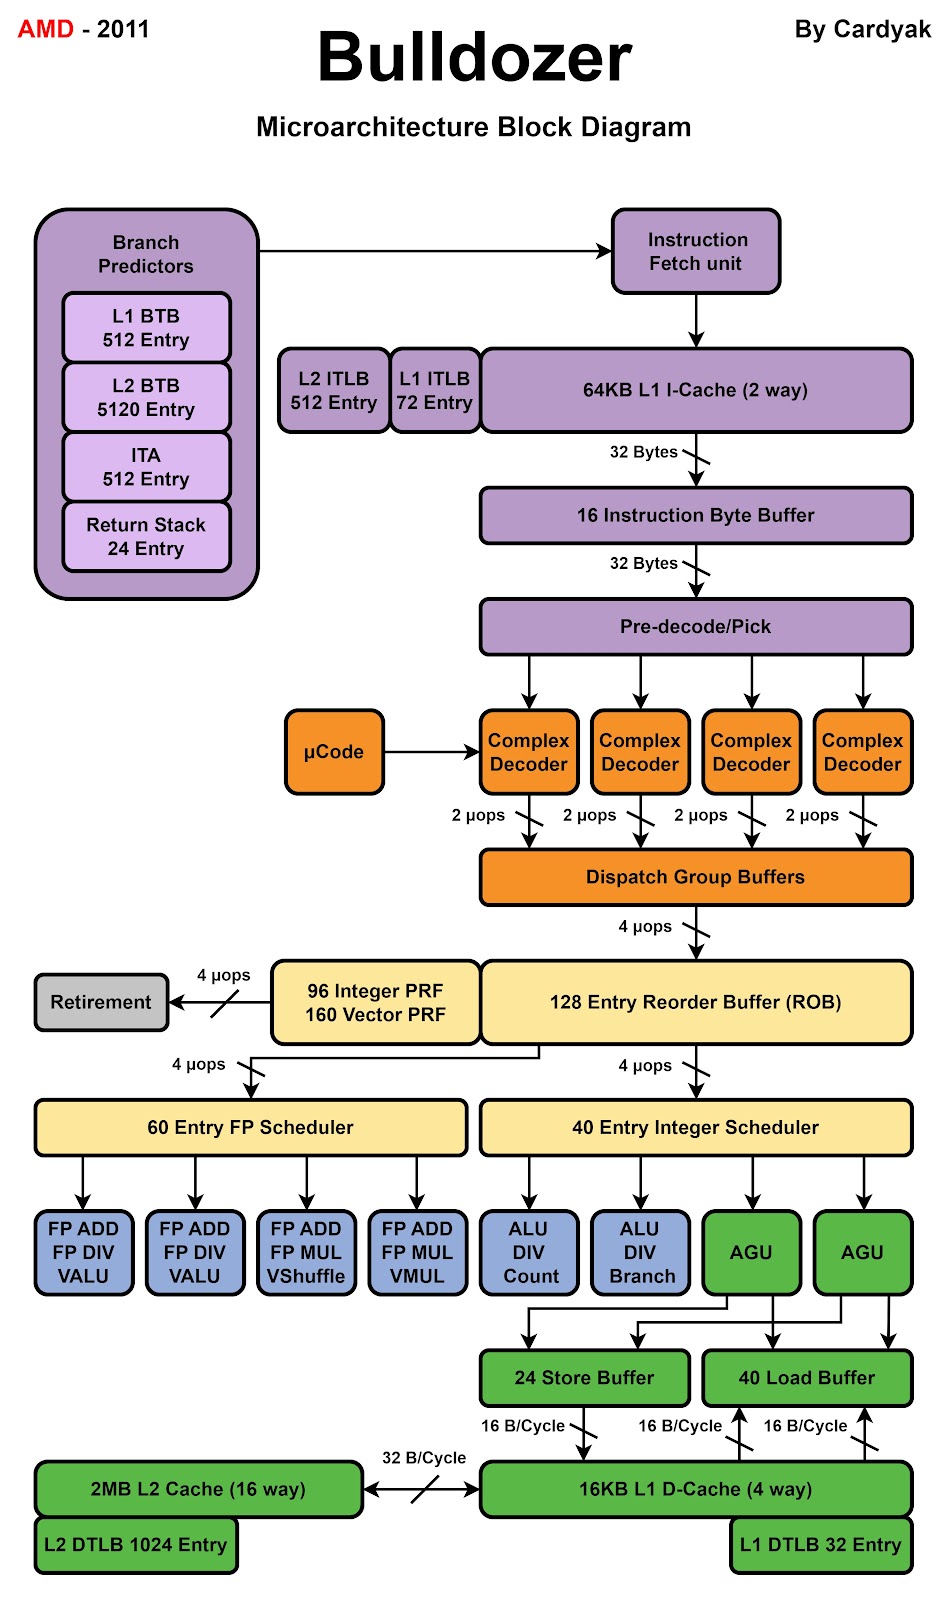 AMD - 2011
By Cardyak
Bulldozer
Microarchitecture Block Diagram
Branch
Predictors
L1 BTB
512 Entry
L2 BTB
5120 Entry
ITA
512 Entry
Return Stack
24 Entry
Instruction
Fetch unit
L2 ITLB
512 Entry
L1 ITLB
72 Entry
64KB L1 I-Cache (2 way)
32 Bytes
16 Instruction Byte Buffer
32 Bytes
Pre-decode/Pick
µCode
Complex
Decoder
Complex
Decoder
Complex
Decoder
Complex
Decoder
2 µops
2 µops
2 µops
2 µops
Dispatch Group Buffers
4 µops
Retirement
4 µops
96 Integer PRF
160 Vector PRF
128 Entry Reorder Buffer (ROB)
4 µops
4 µops
60 Entry FP Scheduler
40 Entry Integer Scheduler
FP ADD
FP DIV
VALU
FP ADD
FP DIV
VALU
FP ADD
FP MUL
VShuffle
FP ADD
FP MUL
VMUL
ALU
DIV
Count
ALU
DIV
Branch
AGU
AGU
24 Store Buffer
40 Load Buffer
16 B/Cycle
16 B/Cycle
16 B/Cycle
32 B/Cycle
2MB L2 Cache (16 way)
16KB L1 D-Cache (4 way)
L2 DTLB 1024 Entry
L1 DTLB 32 Entry